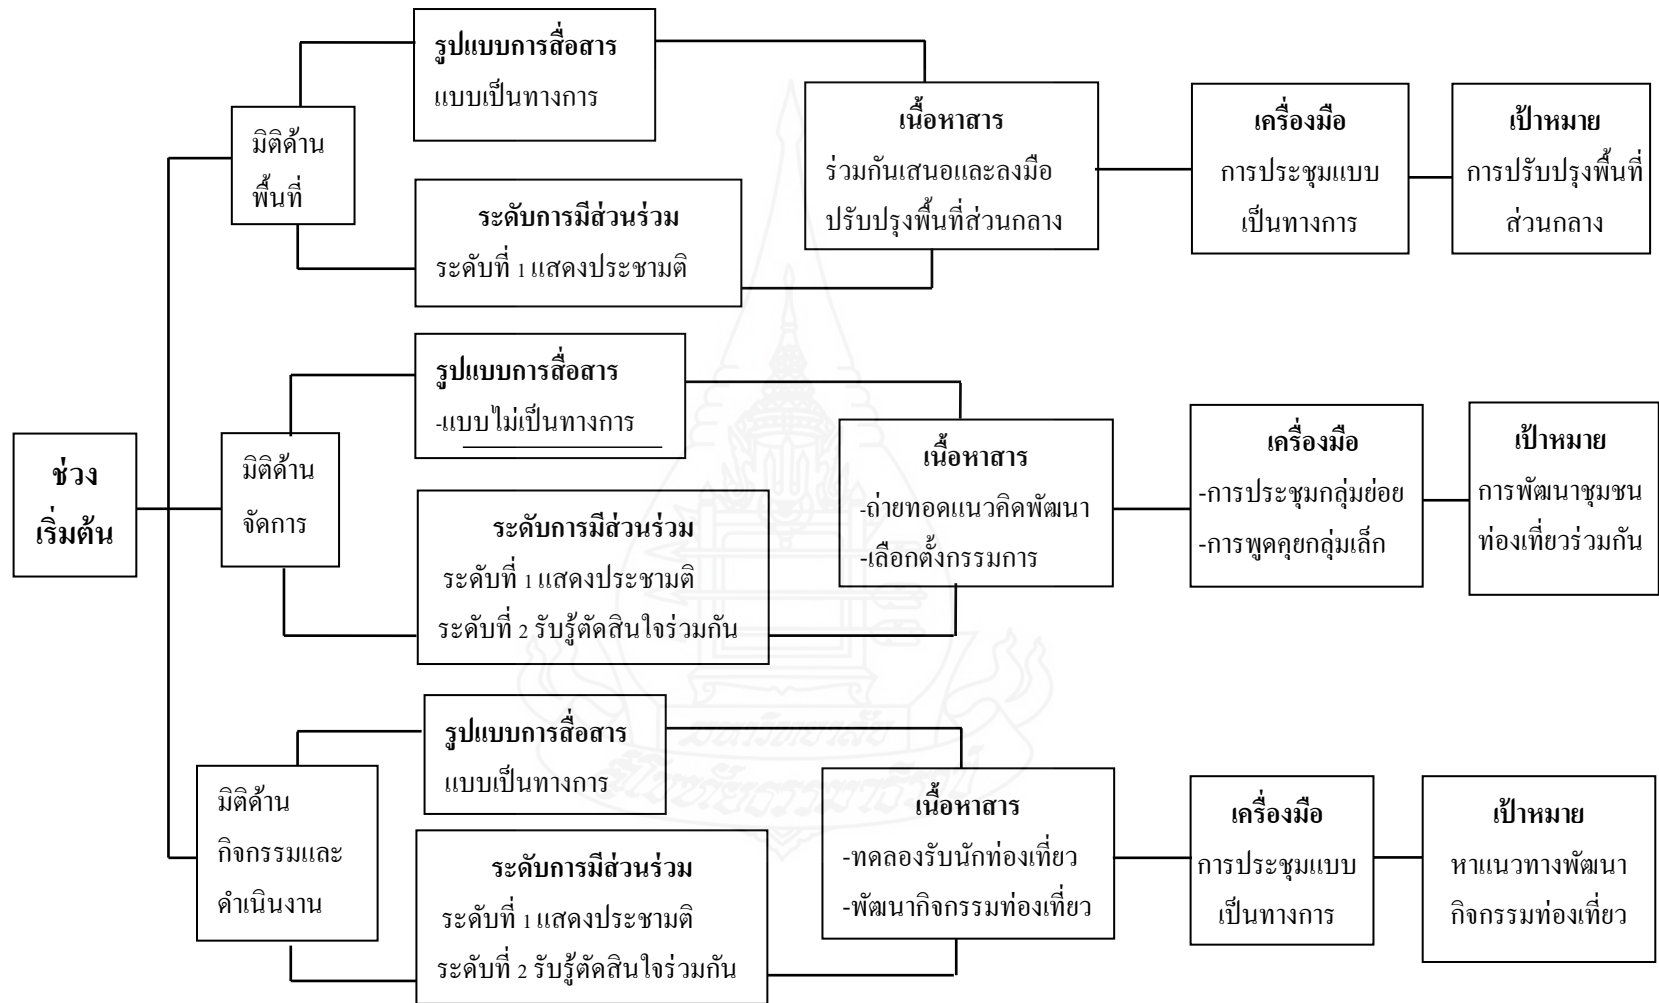 ช่วง
เริ่มต้น
มิติด้าน
พื้นที่
รูปแบบการสื่อสาร
แบบเป็นทางการ
ระดับการมีส่วนร่วม
ระดับที่ 1 แสดงประชามติ
เนื้อหาสาร
ร่วมกันเสนอและลงมือ
ปรับปรุงพื้นที่ส่วนกลาง
เครื่องมือ
การประชุมแบบ
เป็นทางการ
เป้าหมาย
การปรับปรุงพื้นที่
ส่วนกลาง
มิติด้าน
จัดการ
รูปแบบการสื่อสาร
-แบบไม่เป็นทางการ
ระดับการมีส่วนร่วม
ระดับที่ 1 แสดงประชามติ
ระดับที่ 2 รับรู้ตัดสินใจร่วมกัน
เนื้อหาสาร
-ถ่ายทอดแนวคิดพัฒนา
-เลือกตั้งกรรมการ
เครื่องมือ
-การประชุมกลุ่มย่อย
-การพูดคุยกลุ่มเล็ก
เป้าหมาย
การพัฒนาชุมชน
ท่องเที่ยวร่วมกัน
มิติด้าน
กิจกรรมและ
ดำเนินงาน
รูปแบบการสื่อสาร
แบบเป็นทางการ
ระดับการมีส่วนร่วม
ระดับที่ 1 แสดงประชามติ
ระดับที่ 2 รับรู้ตัดสินใจร่วมกัน
เนื้อหาสาร
-ทดลองรับนักท่องเที่ยว
-พัฒนากิจกรรมท่องเที่ยว
เครื่องมือ
การประชุมแบบ
เป็นทางการ
เป้าหมาย
หาแนวทางพัฒนา
กิจกรรมท่องเที่ยว
มหาวิทยาลัย
สุโขทัยธรรมาธิราช